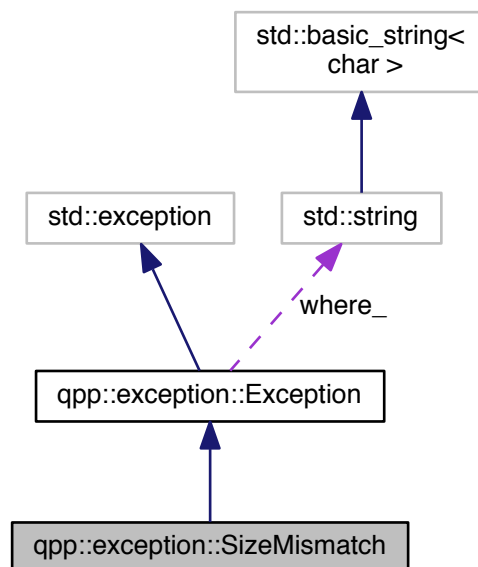 std::basic_string<
char >
std::exception
std::string
where_
qpp::exception::Exception
qpp::exception::SizeMismatch